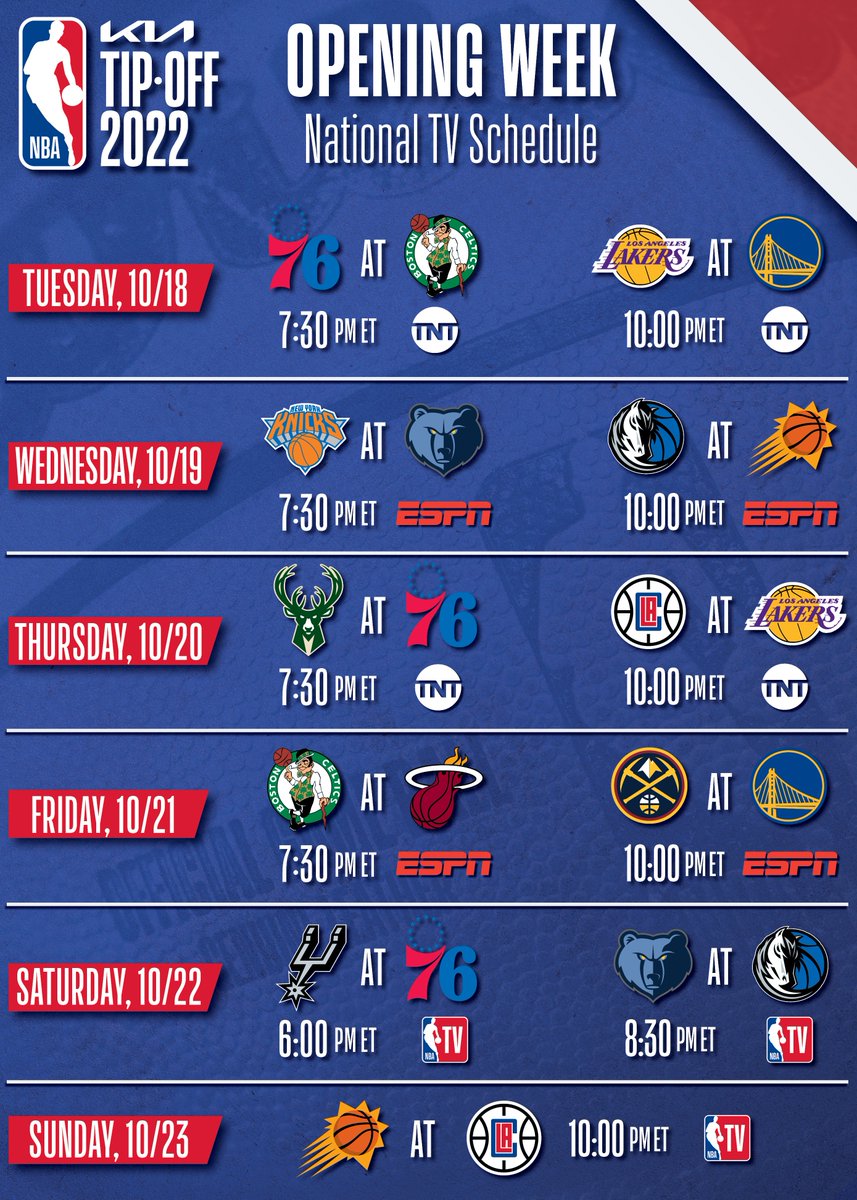 KIA
TIP·OFF
2022
NBA
OPENING WEEK
National TV Schedule
TUESDAY, 10/18
76 AT BOSTON CELTICS
7:30 PM ET TNT
LOS ANGELES LAKERS AT
10:00 PM ET TNT
WEDNESDAY, 10/19
NEW YORK KNICKS AT
7:30 PM ET ESPN
AT
10:00 PM ET ESPN
THURSDAY, 10/20
AT 76
7:30 PM ET TNT
LA AT LOS ANGELES LAKERS
10:00 PM ET TNT
FRIDAY, 10/21
BOSTON CELTICS AT
7:30 PM ET ESPN
AT
10:00 PM ET ESPN
SATURDAY, 10/22
AT 76
6:00 PM ET NBA TV
AT
8:30 PM ET NBA TV
SUNDAY, 10/23
AT LA 10:00 PM ET NBA TV